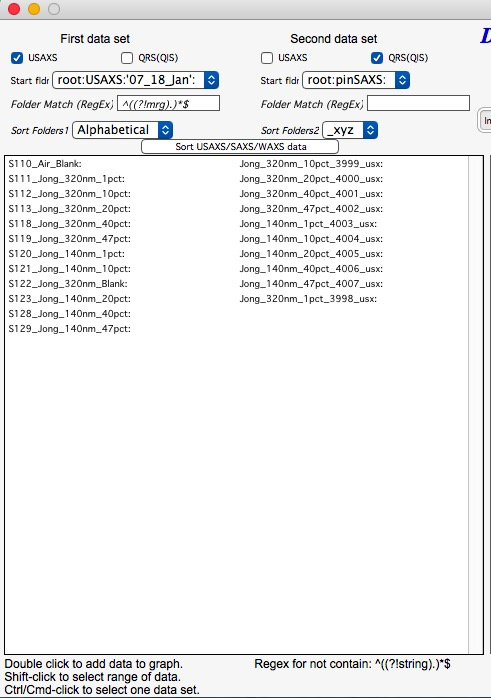 First data set Second data set
USAXS QRS(QIS) USAXS QRS(QIS)
Start fldr root:USAXS:'07_18_Jan': Start fldr root:pinSAXS:
Folder Match (RegEx) ^((?!mrg).)*$ Folder Match (RegEx)
Sort Folders1 Alphabetical Sort Folders2 _xyz
Sort USAXS/SAXS/WAXS data
S110_Air_Blank: Jong_320nm_10pct_3999_usx:
S111_Jong_320nm_1pct: Jong_320nm_20pct_4000_usx:
S112_Jong_320nm_10pct: Jong_320nm_40pct_4001_usx:
S113_Jong_320nm_20pct: Jong_320nm_47pct_4002_usx:
S118_Jong_320nm_40pct: Jong_140nm_1pct_4003_usx:
S119_Jong_320nm_47pct: Jong_140nm_10pct_4004_usx:
S120_Jong_140nm_1pct: Jong_140nm_20pct_4005_usx:
S121_Jong_140nm_10pct: Jong_140nm_40pct_4006_usx:
S122_Jong_320nm_Blank: Jong_140nm_47pct_4007_usx:
S123_Jong_140nm_20pct: Jong_320nm_1pct_3998_usx:
S128_Jong_140nm_40pct:
S129_Jong_140nm_47pct:
Double click to add data to graph. Regex for not contain: ^((?!string).)*$
Shift-click to select range of data.
Ctrl/Cmd-click to select one data set.